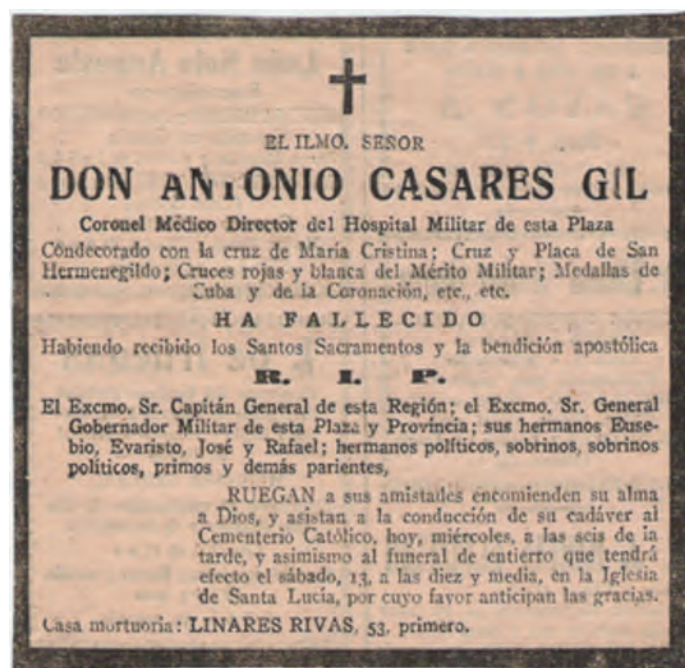 EL ILMO. SEÑOR
DON ANTONIO CASARES GIL
Coronel Médico Director del Hospital Militar de esta Plaza
Condecorado con la cruz de María Cristina; Cruz y Placa de San
Hermenegildo; Cruces rojas y blanca del Mérito Militar; Medallas de
Cuba y de la Coronación, etc., etc.
HA FALLECIDO
Habiendo recibido los Santos Sacramentos y la bendición apostólica
R. I. P.
El Excmo. Sr. Capitán General de esta Región; el Excmo. Sr. General
Gobernador Militar de esta Plaza y Provincia; sus hermanos Euse-
bio, Evaristo, José y Rafael; hermanos políticos, sobrinos, sobrinos
políticos, primos y demás parientes,
RUEGAN a sus amistades encomienden su alma
a Dios, y asistan a la conducción de su cadáver al
Cementerio Católico, hoy, miércoles, a las seis de la
tarde, y asimismo al funeral de entierro que tendrá
efecto el sábado, 13, a las diez y media, en la Iglesia
de Santa Lucía, por cuyo favor anticipan las gracias.
Casa mortuoria: LINARES RIVAS, 53, primero.